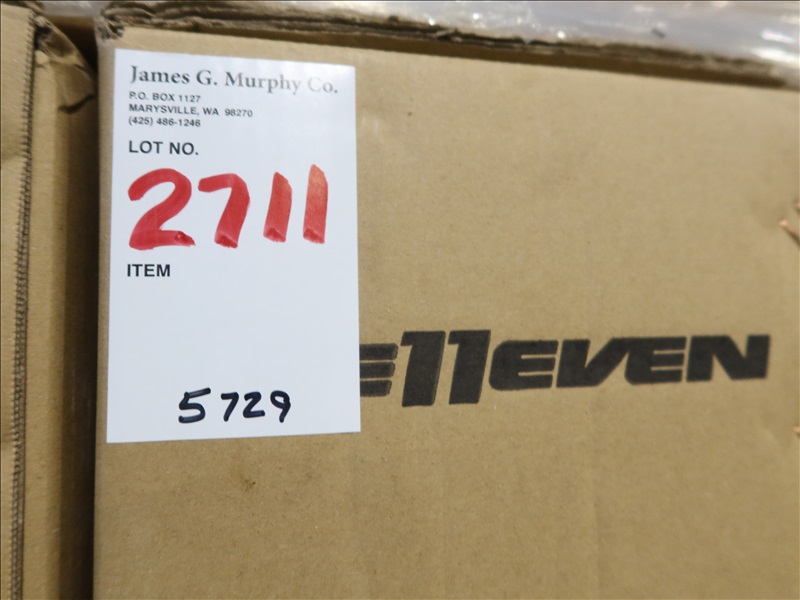 James G. Murphy Co.
P.O. BOX 1127
MARYSVILLE, WA 98270
(425) 486-1246
LOT NO.
2711
ITEM
5729
E11EVEN